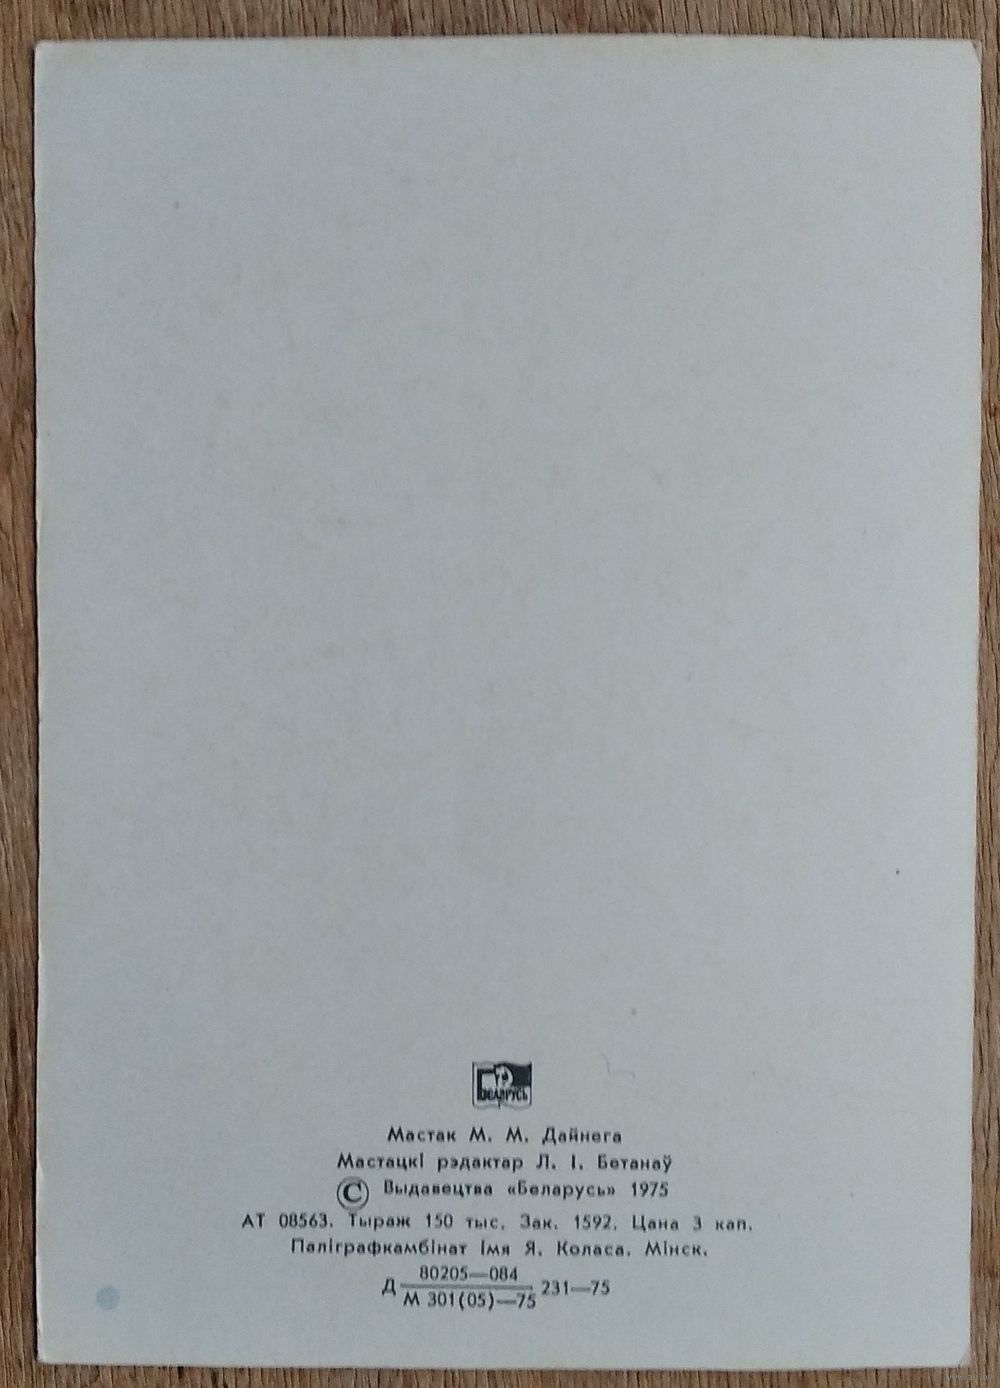 БЕЛАРУСЬ
Мастак М. М. Дайнега
Мастацкі рэдактар Л. І. Бетанаў
© Выдавецтва «Беларусь» 1975
АТ 08563. Тыраж 150 тыс. Зак. 1592. Цана 3 кап.
Паліграфкамбінат імя Я. Коласа. Мінск.
80205—084
Д 231—75
М 301(05)—75